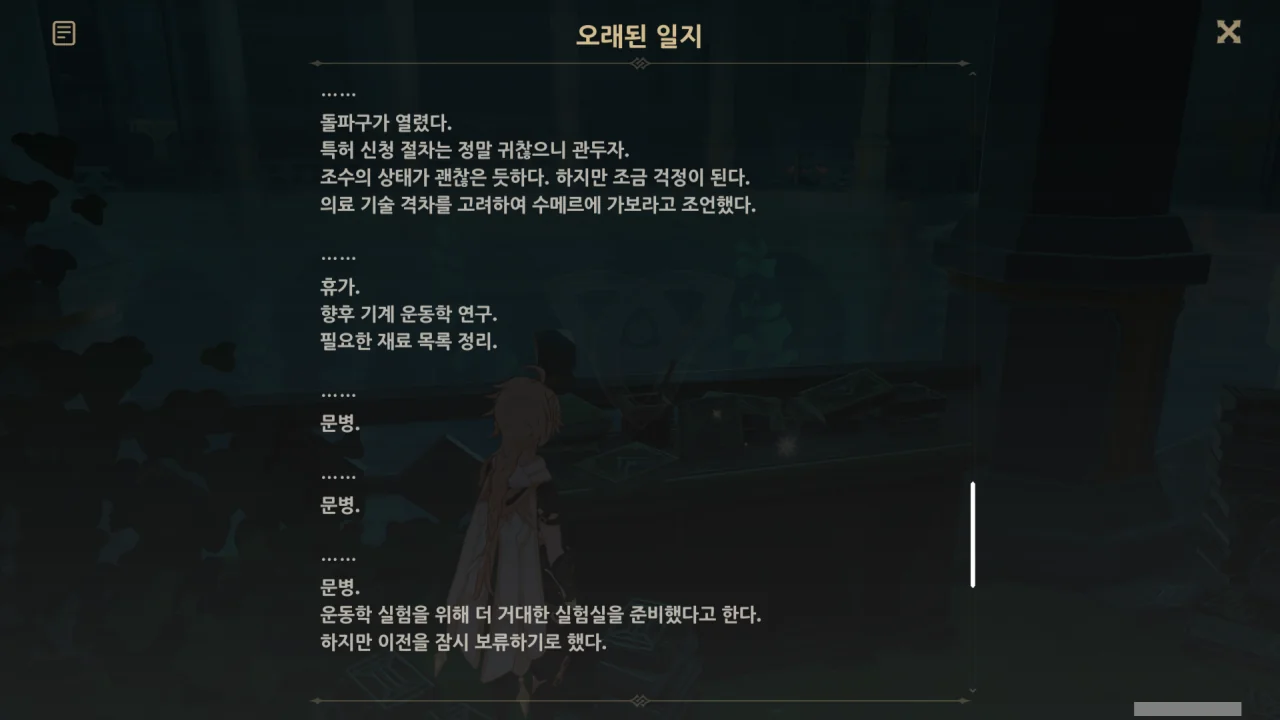 오래된 일지
……
돌파구가 열렸다.
특허 신청 절차는 정말 귀찮으니 관두자.
조수의 상태가 괜찮은 듯하다. 하지만 조금 걱정이 된다.
의료 기술 격차를 고려하여 수메르에 가보라고 조언했다.
……
휴가.
향후 기계 운동학 연구.
필요한 재료 목록 정리.
……
문병.
……
문병.
……
문병.
운동학 실험을 위해 더 거대한 실험실을 준비했다고 한다.
하지만 이전을 잠시 보류하기로 했다.